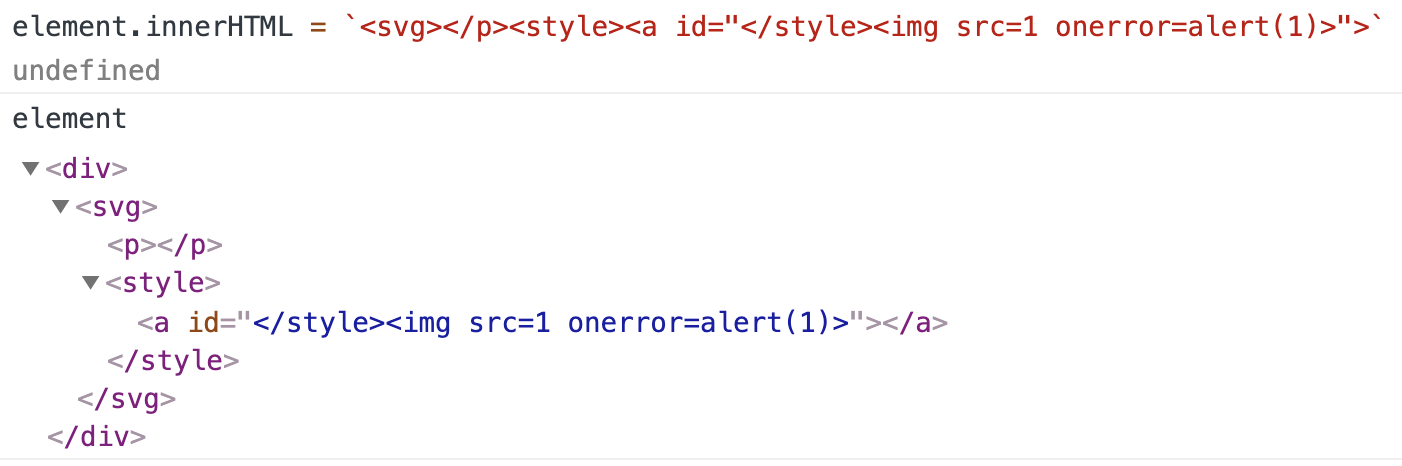 element.innerHTML = `<svg></p><style><a id="</style><img src=1 onerror=alert(1)>">`
undefined
element
▼<div>
▼<svg>
<p></p>
▼<style>
<a id="</style><img src=1 onerror=alert(1)>"></a>
</style>
</svg>
</div>